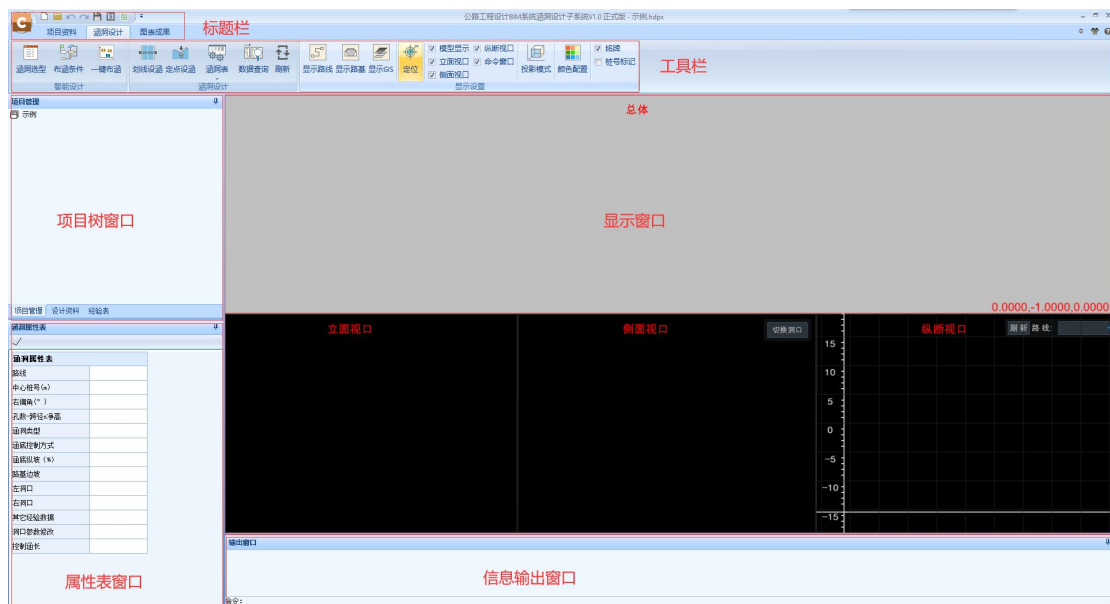 公路工程设计BIM系统涵洞设计子系统V1.0 正式版 - 示例.hdpx
标题栏
项目资料 涵洞设计 图表成果
涵洞选型 布涵条件 一键布涵 划线设涵 定点设涵 涵洞表 数据查询 刷新 显示路线 显示路基 显示GIS 定位
模型显示 纵断视口
立面视口 命令窗口
侧面视口
投影模式 颜色配置
铭牌
桩号标记
工具栏
智能设计 涵洞设计 显示设置
项目管理
示例
项目树窗口
项目管理 设计资料 经验表
总体
显示窗口
0.0000,-1.0000,0.0000
涵洞属性表
涵洞属性表
路线
中心桩号(m)
右偏角(°)
孔数-跨径x净高
涵洞类型
涵底控制方式
涵底纵坡(%)
路基边坡
左洞口
右洞口
其它经验数据
洞口参数修改
控制涵长
属性表窗口
立面视口
侧面视口
切换洞口
纵断视口
刷新 路线:
15
10
5
0
-5
-10
-15
输出窗口
信息输出窗口
命令: